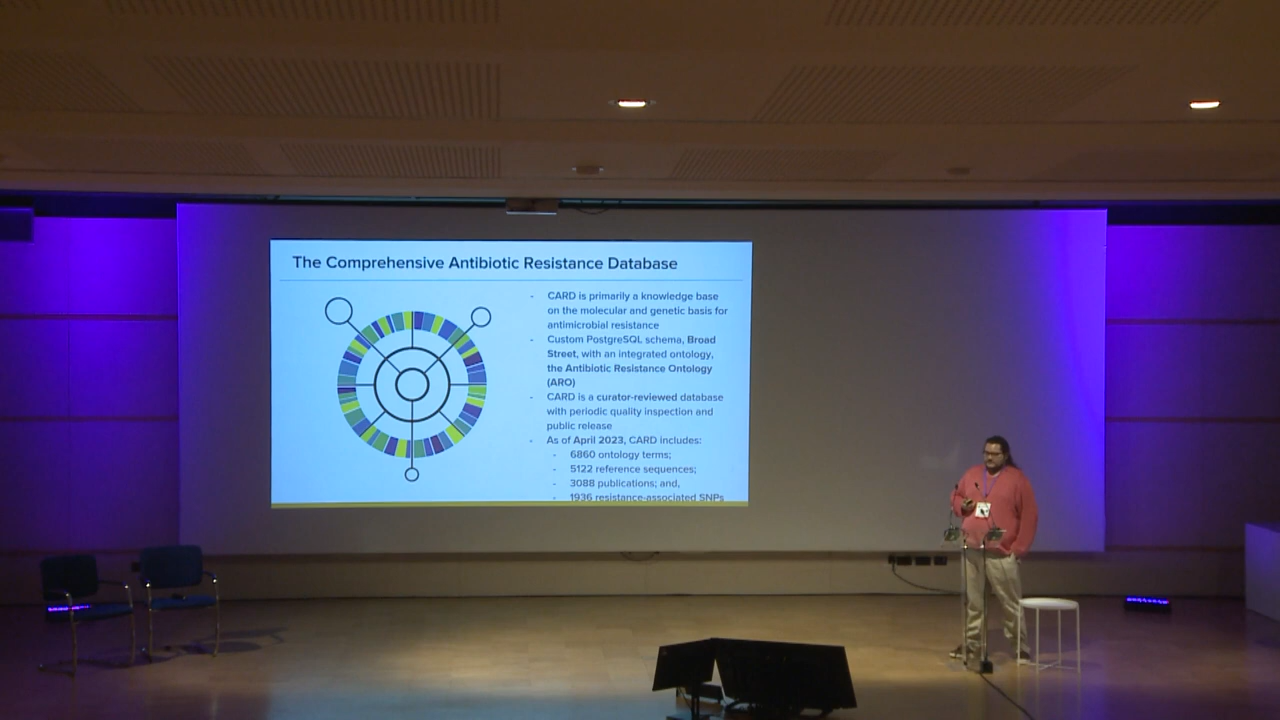 The Comprehensive Antibiotic Resistance Database
- CARD is primarily a knowledge base
on the molecular and genetic basis for
antimicrobial resistance
- Custom PostgreSQL schema, Broad
Street, with an integrated ontology,
the Antibiotic Resistance Ontology
(ARO)
- CARD is a curator-reviewed database
with periodic quality inspection and
public release
- As of April 2023, CARD includes:
- 6860 ontology terms;
- 5122 reference sequences;
- 3088 publications; and,
- 1936 resistance-associated SNPs